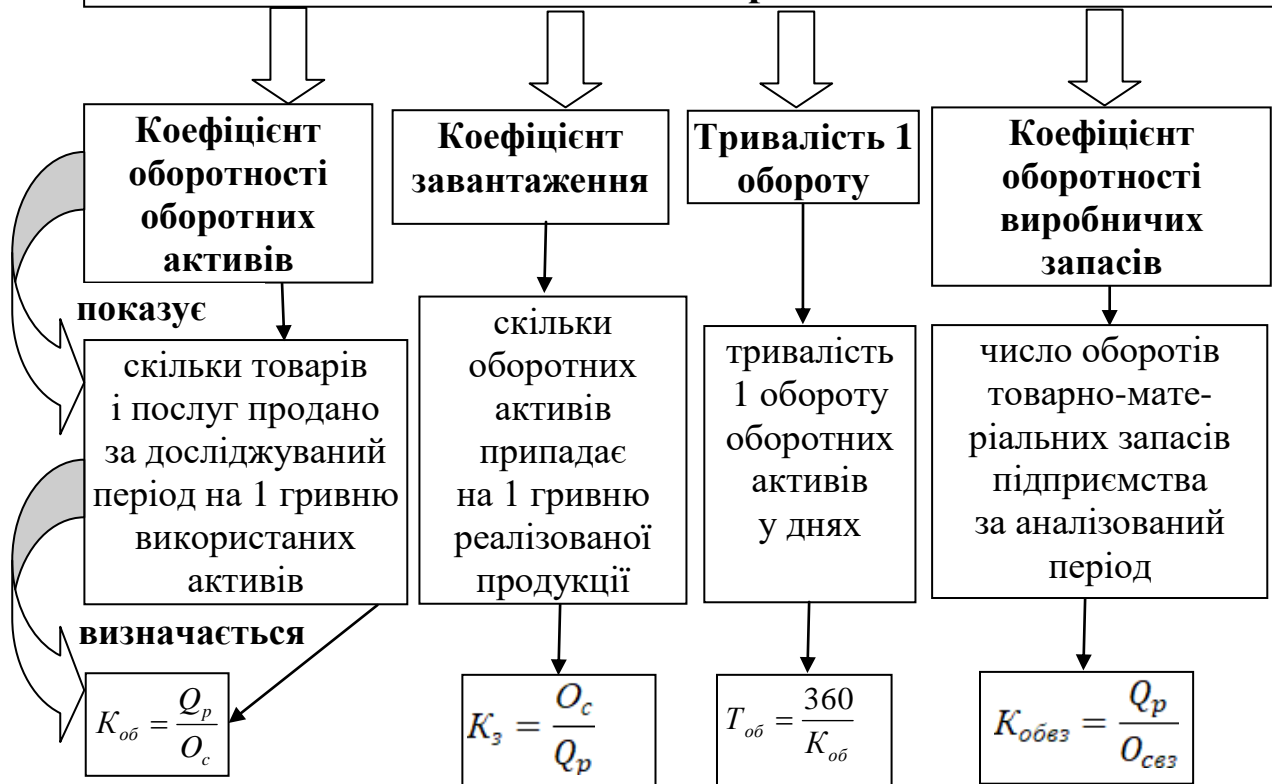 Коефіцієнт
оборотності
оборотних
активів
Коефіцієнт
завантаження
Тривалість 1
обороту
Коефіцієнт
оборотності
виробничих
запасів
показує
скільки товарів
і послуг продано
за досліджуваний
період на 1 гривню
використаних
активів
скільки
оборотних
активів
припадає
на 1 гривню
реалізованої
продукції
тривалість
1 обороту
оборотних
активів
у днях
число оборотів
товарно-мате-
ріальних запасів
підприємства
за аналізований
період
визначається
K_об = Q_p / O_c
K_з = O_c / Q_p
T_об = 360 / K_об
K_обвз = Q_p / O_свз